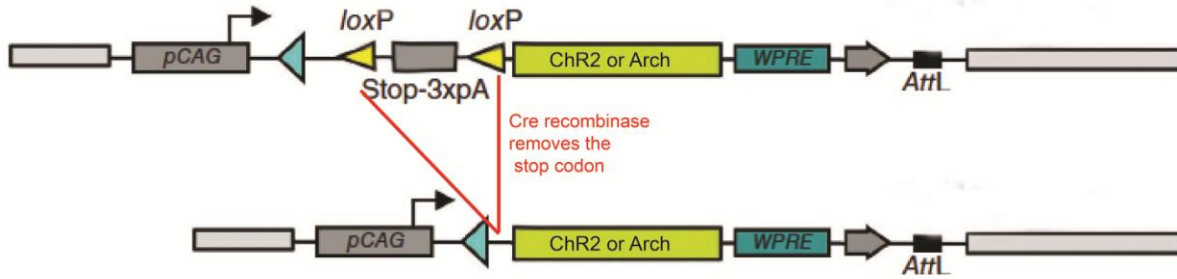 loxP loxP
pCAG ChR2 or Arch WPRE
Stop-3xpA AttL
Cre recombinase
removes the
stop codon
pCAG ChR2 or Arch WPRE
AttL